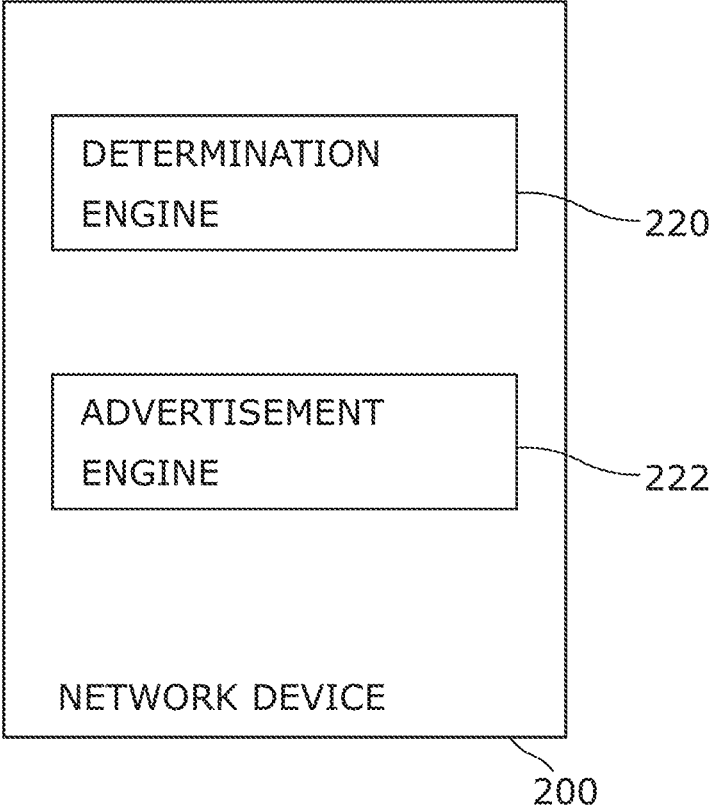 DETERMINATION
ENGINE
220
ADVERTISEMENT
ENGINE
222
NETWORK DEVICE
200